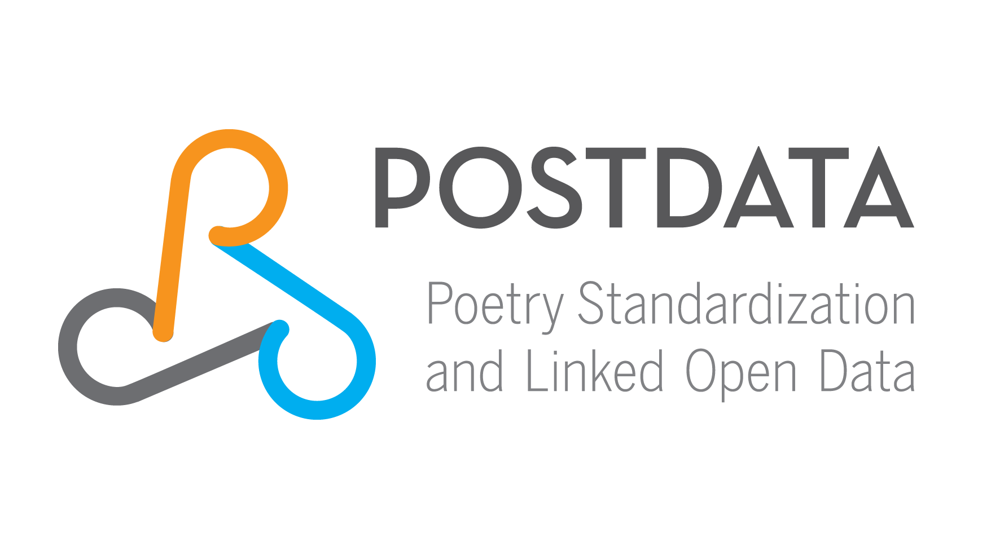 POSTDATA
Poetry Standardization
and Linked Open Data